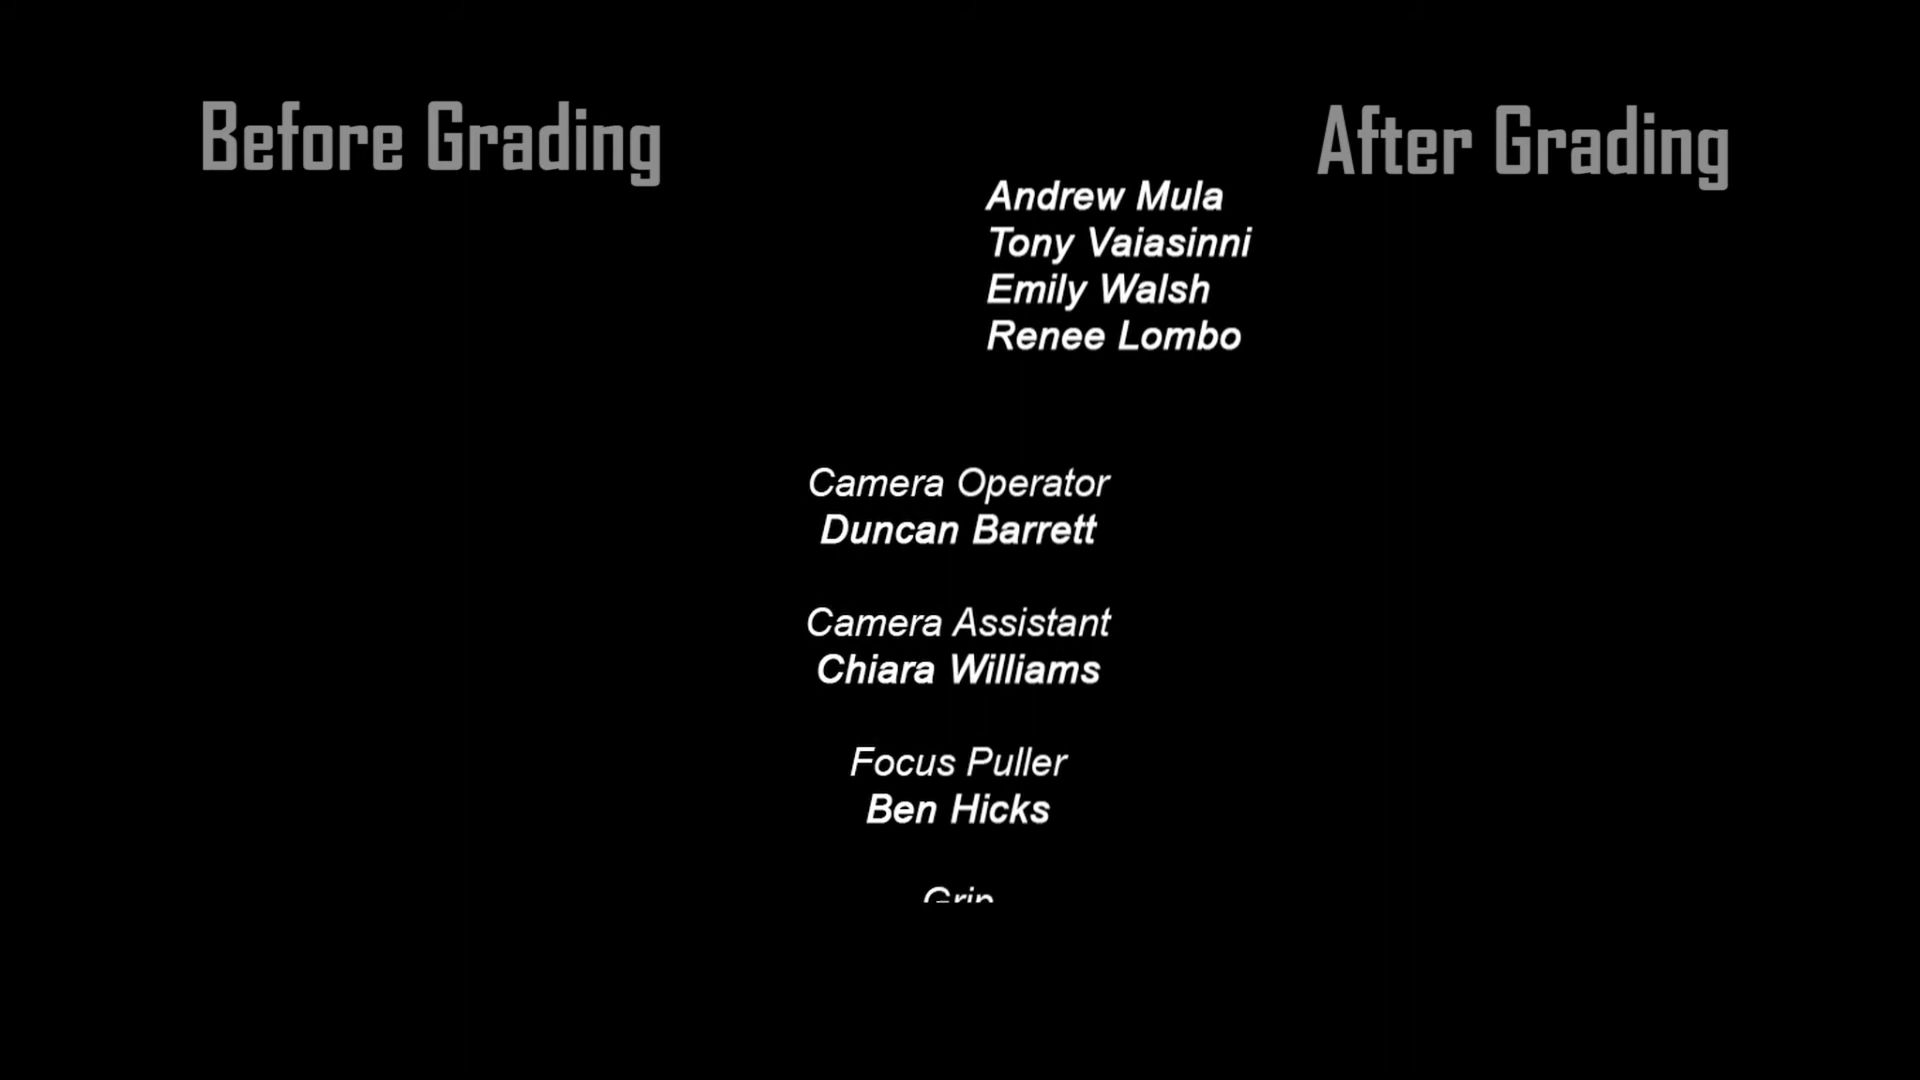 Before Grading
After Grading
Andrew Mula
Tony Vaiasinni
Emily Walsh
Renee Lombo
Camera Operator
Duncan Barrett
Camera Assistant
Chiara Williams
Focus Puller
Ben Hicks
Grip